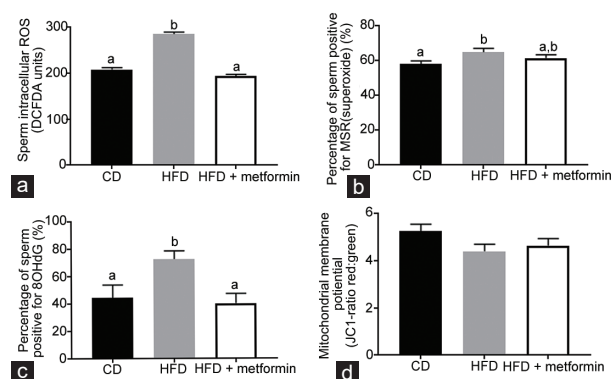 Sperm intracellular ROS
(DCFDA units)
300
200
100
0
a
b
a
CD
HFD
HFD + metformin
a
Percentage of sperm positive
for MSR(superoxide) (%)
80
60
40
20
0
a
b
a,b
CD
HFD
HFD + metformin
b
Percentage of sperm
positive for 8OHdG (%)
100
80
60
40
20
0
a
b
a
CD
HFD
HFD + metformin
c
Mitochondrial membrane
potiential
(JC1-ratio red:green)
6
4
2
0
CD
HFD
HFD + metformin
d